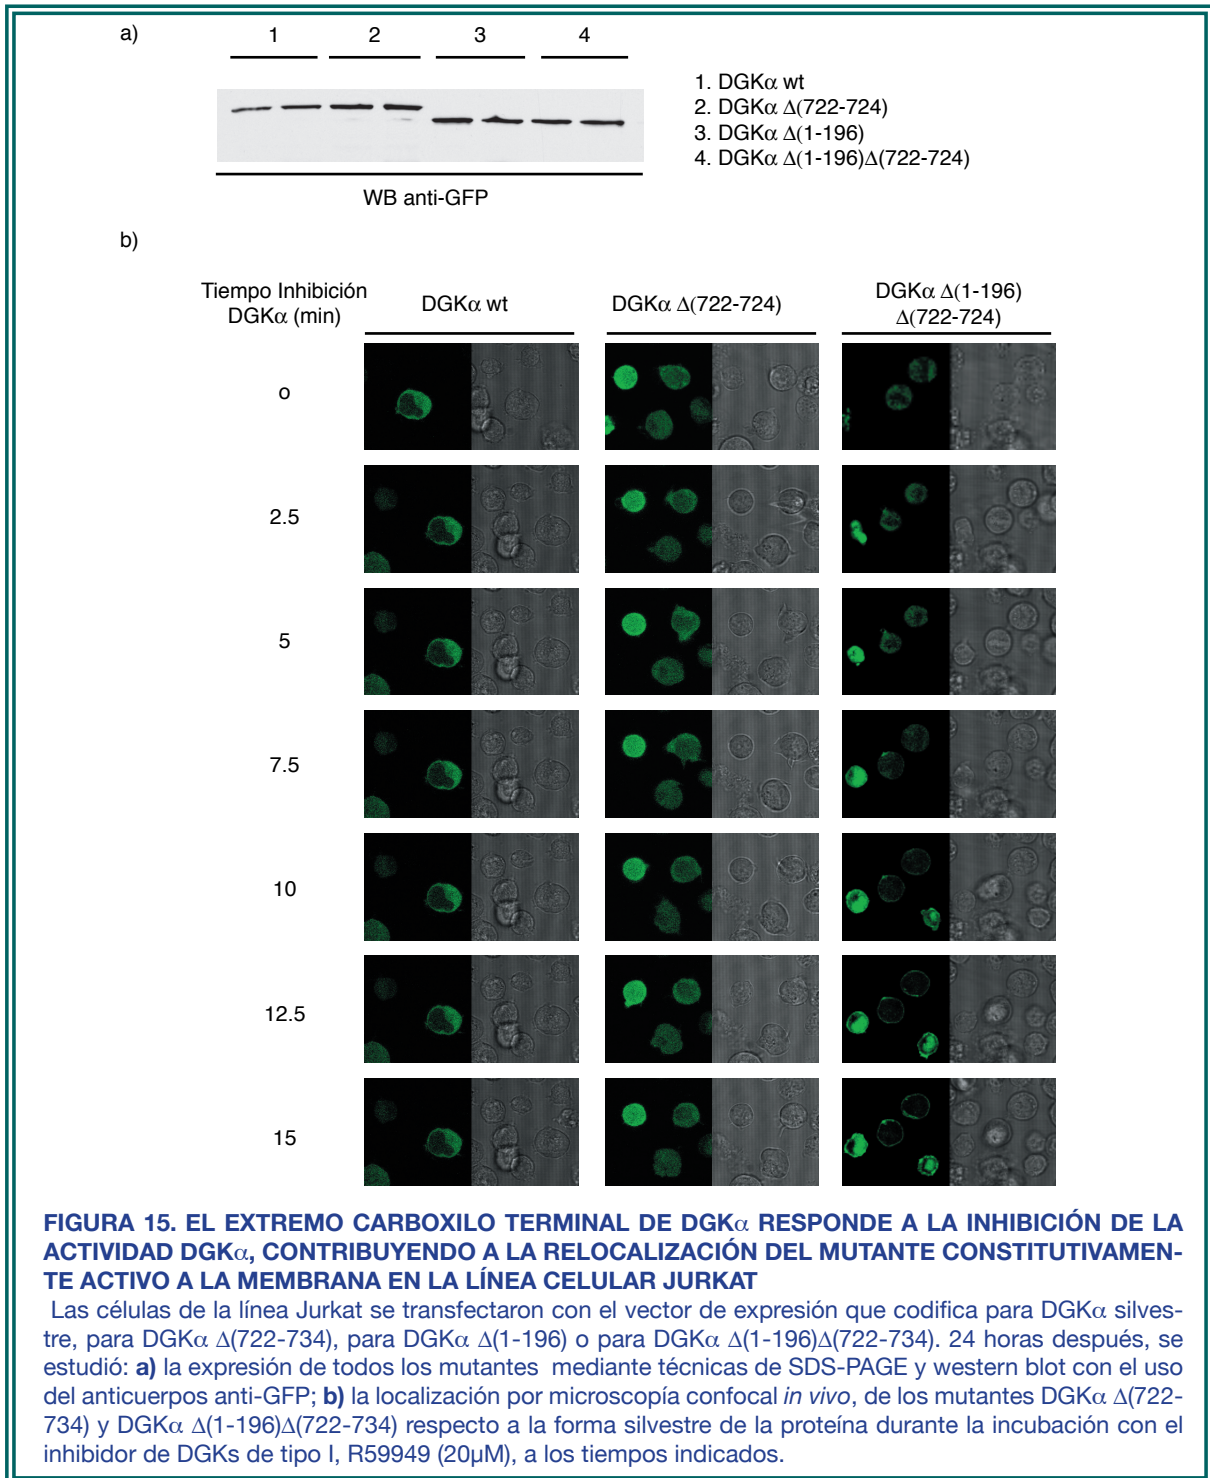 a)
1 2 3 4
1. DGKα wt
2. DGKα Δ(722-724)
3. DGKα Δ(1-196)
4. DGKα Δ(1-196)Δ(722-724)
WB anti-GFP
b)
Tiempo Inhibición
DGKα (min)
DGKα wt
DGKα Δ(722-724)
DGKα Δ(1-196)
Δ(722-724)
o
2.5
5
7.5
10
12.5
15
FIGURA 15. EL EXTREMO CARBOXILO TERMINAL DE DGKα RESPONDE A LA INHIBICIÓN DE LA
ACTIVIDAD DGKα, CONTRIBUYENDO A LA RELOCALIZACIÓN DEL MUTANTE CONSTITUTIVAMEN-
TE ACTIVO A LA MEMBRANA EN LA LÍNEA CELULAR JURKAT
Las células de la línea Jurkat se transfectaron con el vector de expresión que codifica para DGKα silves-
tre, para DGKα Δ(722-734), para DGKα Δ(1-196) o para DGKα Δ(1-196)Δ(722-734). 24 horas después, se
estudió: a) la expresión de todos los mutantes mediante técnicas de SDS-PAGE y western blot con el uso
del anticuerpos anti-GFP; b) la localización por microscopía confocal in vivo, de los mutantes DGKα Δ(722-
734) y DGKα Δ(1-196)Δ(722-734) respecto a la forma silvestre de la proteína durante la incubación con el
inhibidor de DGKs de tipo I, R59949 (20µM), a los tiempos indicados.